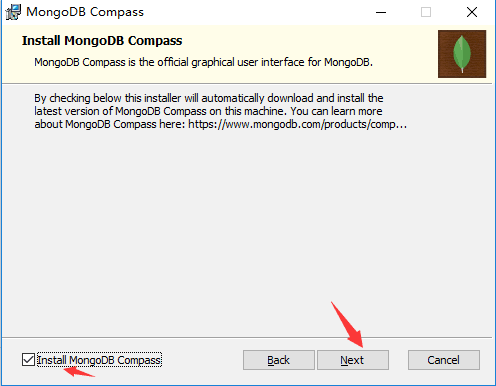 MongoDB Compass
Install MongoDB Compass
MongoDB Compass is the official graphical user interface for MongoDB.
By checking below this installer will automatically download and install the
latest version of MongoDB Compass on this machine. You can learn more
about MongoDB Compass here: https://www.mongodb.com/products/comp...
Install MongoDB Compass
Back
Next
Cancel